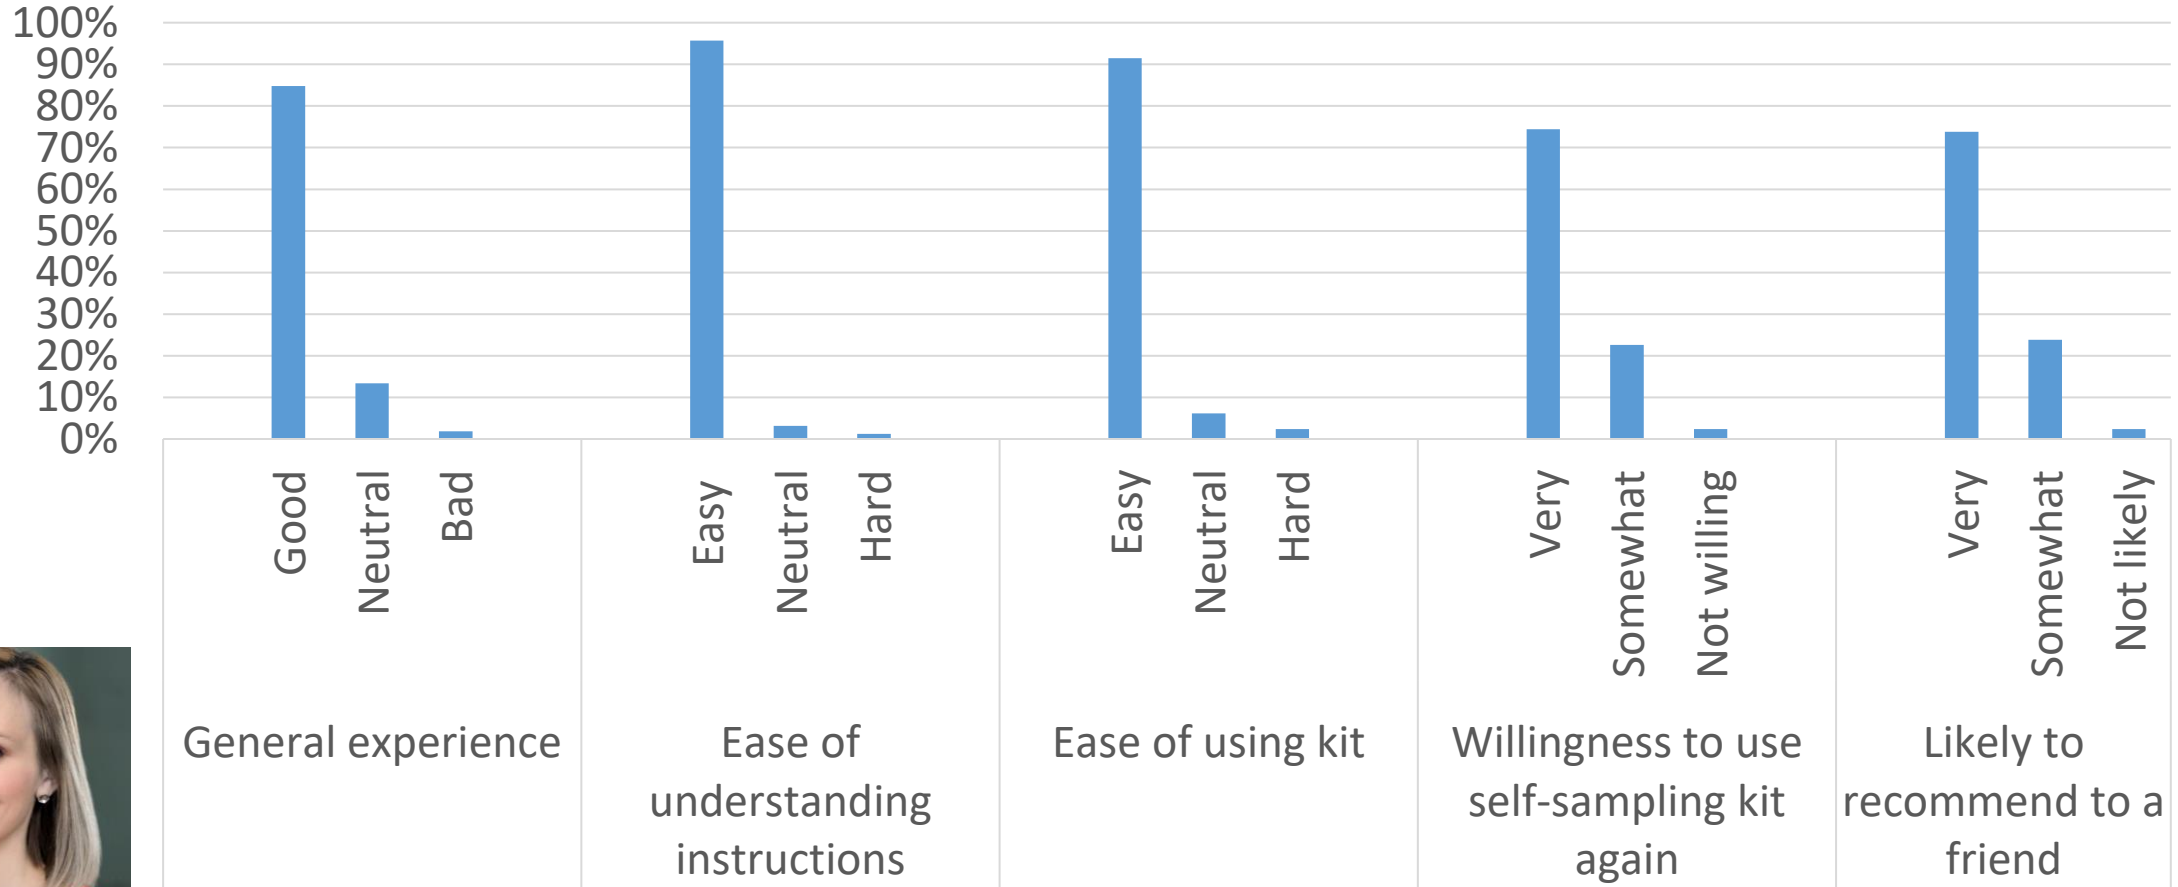 100%
90%
80%
70%
60%
50%
40%
30%
20%
10%
0%
Good
Neutral
Bad
Easy
Neutral
Hard
Easy
Neutral
Hard
Very
Somewhat
Not willing
Very
Somewhat
Not likely
General experience
Ease of
understanding
instructions
Ease of using kit
Willingness to use
self-sampling kit
again
Likely to
recommend to a
friend